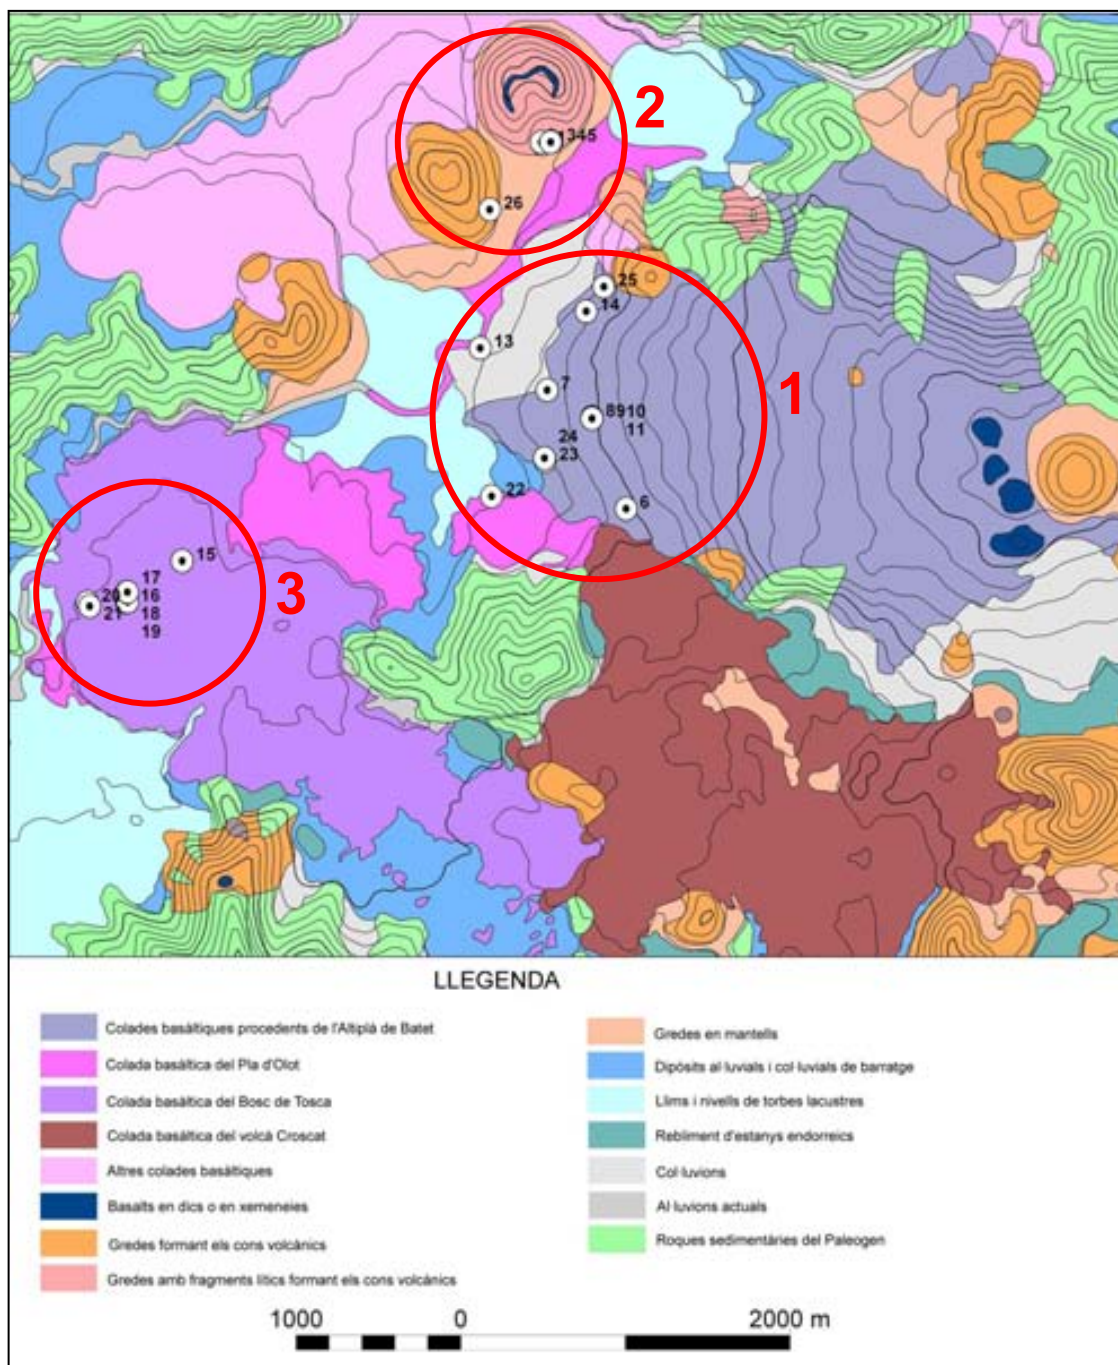 2
1345
26
25
14
13
1
7
8910
11
24
23
22
6
15
17
20 16
21 18
19
3
LLEGENDA
Colades basàltiques procedents de l'Altiplà de Batet
Colada basàltica del Pla d'Olot
Colada basàltica del Bosc de Tosca
Colada basàltica del volcà Croscat
Altres colades basàltiques
Basalts en dics o en xemeneies
Gredes formant els cons volcànics
Gredes amb fragments lítics formant els cons volcànics
Gredes en mantells
Dipòsits al·luvials i col·luvials de barratge
Llims i nivells de torbes lacustres
Rebliment d'estanys endorreics
Col·luvions
Al·luvions actuals
Roques sedimentàries del Paleogen
1000 0 2000 m